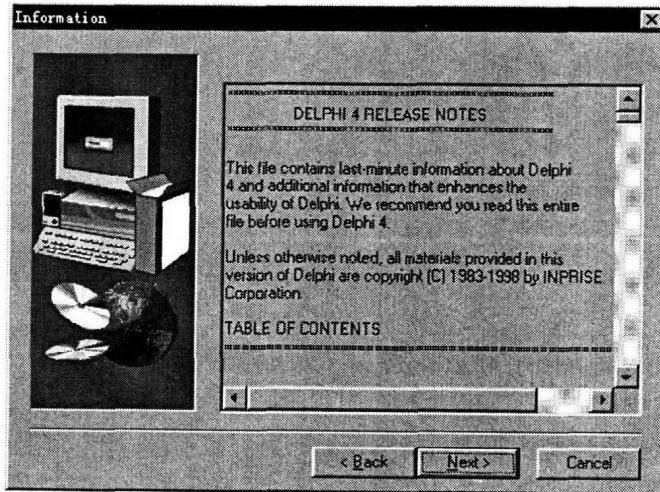 Information
DELPHI 4 RELEASE NOTES
This file contains last-minute information about Delphi
4 and additional information that enhances the
usability of Delphi. We recommend you read this entire
file before using Delphi 4.
Unless otherwise noted, all materials provided in this
version of Delphi are copyright (C) 1983-1998 by INPRISE
Corporation.
TABLE OF CONTENTS
< Back
Next >
Cancel